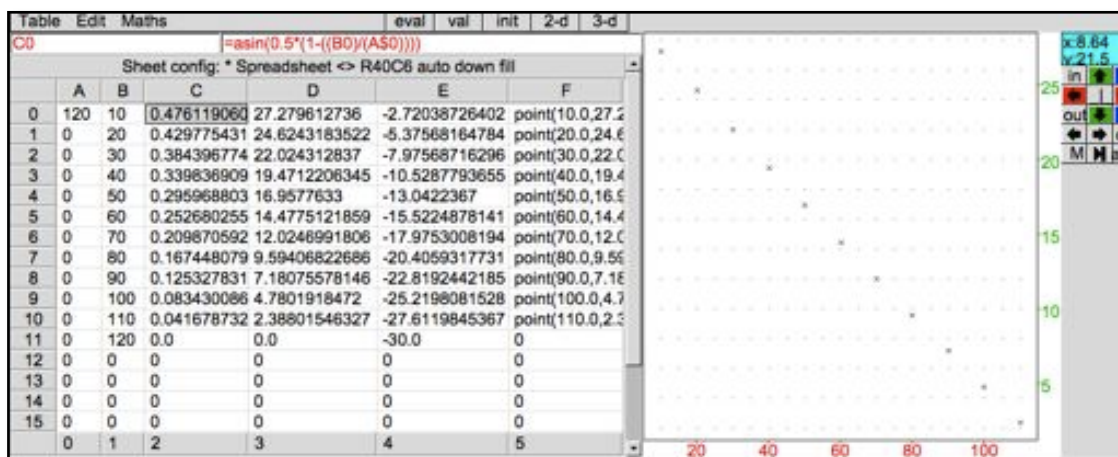 Table Edit Maths eval val init 2-d 3-d
C0 =asin(0.5*(1-((B0)/(A$0))))
Sheet config: * Spreadsheet <> R40C6 auto down fill
A B C D E F
0 120 10 0.476119060 27.279612736 -2.72038726402 point(10.0,27.2
1 0 20 0.429775431 24.6243183522 -5.37568164784 point(20.0,24.6
2 0 30 0.384396774 22.024312837 -7.97568716296 point(30.0,22.0
3 0 40 0.339836909 19.4712206345 -10.5287793655 point(40.0,19.4
4 0 50 0.295968803 16.9577633 -13.0422367 point(50.0,16.9
5 0 60 0.252680255 14.4775121859 -15.5224878141 point(60.0,14.4
6 0 70 0.209870592 12.0246991806 -17.9753008194 point(70.0,12.0
7 0 80 0.167448079 9.59406822686 -20.4059317731 point(80.0,9.59
8 0 90 0.125327831 7.18075578146 -22.8192442185 point(90.0,7.18
9 0 100 0.083430086 4.7801918472 -25.2198081528 point(100.0,4.7
10 0 110 0.041678732 2.38801546327 -27.6119845367 point(110.0,2.3
11 0 120 0.0 0.0 -30.0 0
12 0 0 0 0 0 0
13 0 0 0 0 0 0
14 0 0 0 0 0 0
15 0 0 0 0 0 0
0 1 2 3 4 5
25
20
15
10
5
20 40 60 80 100
x:8.64
y:21.5
in
out
M